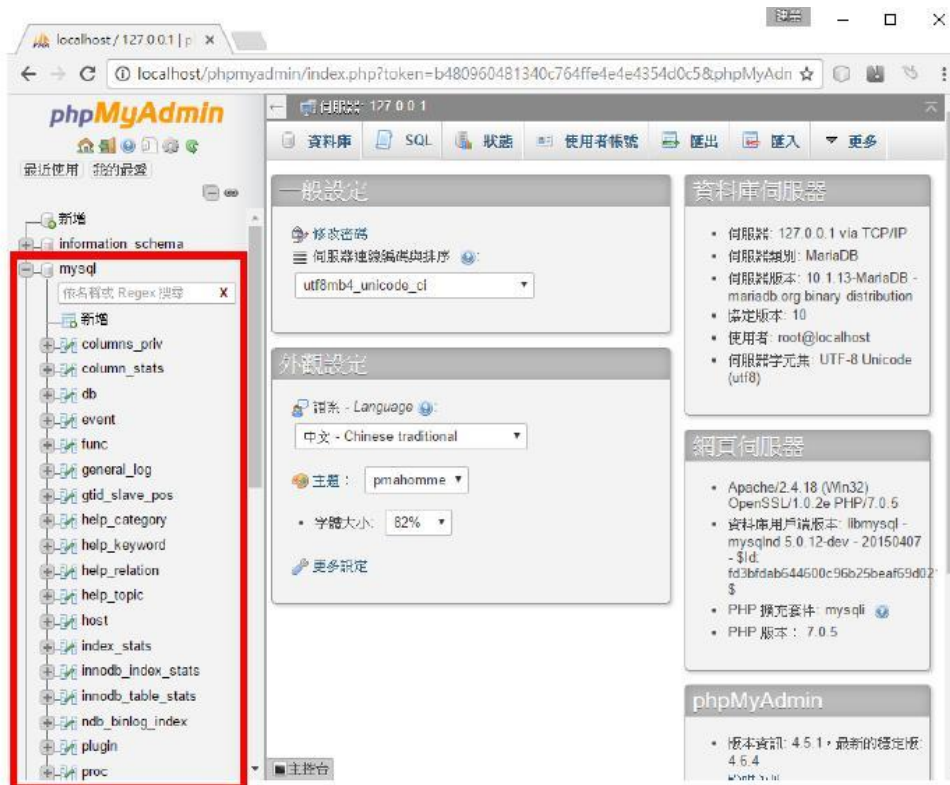 localhost / 127.0.0.1 | p
localhost/phpmyadmin/index.php?token=b480960481340c764ffe4e4e4354d0c5&phpMyAdn
phpMyAdmin
最近使用 我的最愛
新增
information_schema
mysql
依名稱或 Regex 搜尋 X
新增
columns_priv
column_stats
db
event
func
general_log
gtid_slave_pos
help_category
help_keyword
help_relation
help_topic
host
index_stats
innodb_index_stats
innodb_table_stats
ndb_binlog_index
plugin
proc
伺服器: 127.0.0.1
資料庫 SQL 狀態 使用者帳號 匯出 匯入 更多
一般設定
修改密碼
伺服器連線編碼與排序
utf8mb4_unicode_ci
外觀設定
語系 - Language
中文 - Chinese traditional
主題： pmahomme
字體大小: 82%
更多設定
主控台
資料庫伺服器
伺服器: 127.0.0.1 via TCP/IP
伺服器類別: MariaDB
伺服器版本: 10.1.13-MariaDB -
mariadb.org binary distribution
協定版本: 10
使用者: root@localhost
伺服器字元集: UTF-8 Unicode
(utf8)
網頁伺服器
Apache/2.4.18 (Win32)
OpenSSL/1.0.2e PHP/7.0.5
資料庫用戶端版本: libmysql -
mysqlnd 5.0.12-dev - 20150407
- $Id:
$
PHP 擴充套件: mysqli
PHP 版本： 7.0.5
phpMyAdmin
版本資訊: 4.5.1，最新的穩定版:
4.6.4